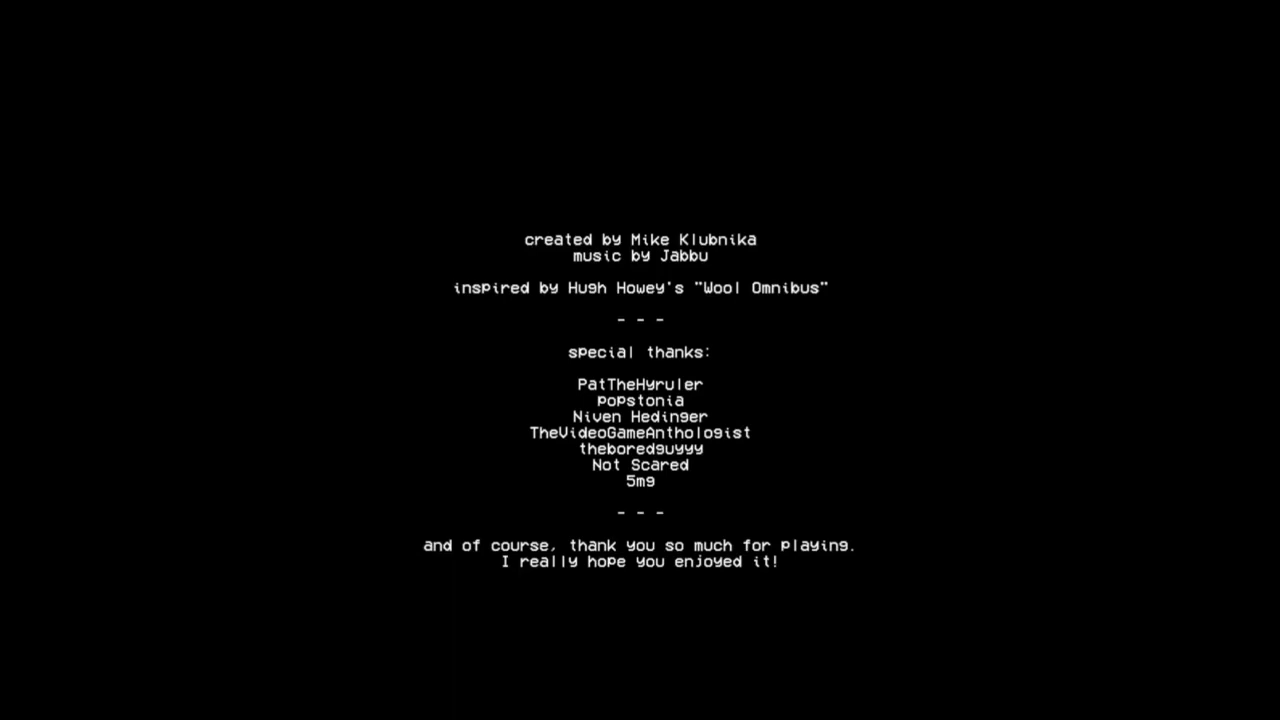 created by Mike Klubnika
music by Jabbu
inspired by Hugh Howey's "Wool Omnibus"
- - -
special thanks:
PatTheHyruler
popstonia
Niven Hedinger
TheVideoGameAnthologist
theboredguyyy
Not Scared
5mg
- - -
and of course, thank you so much for playing.
I really hope you enjoyed it!